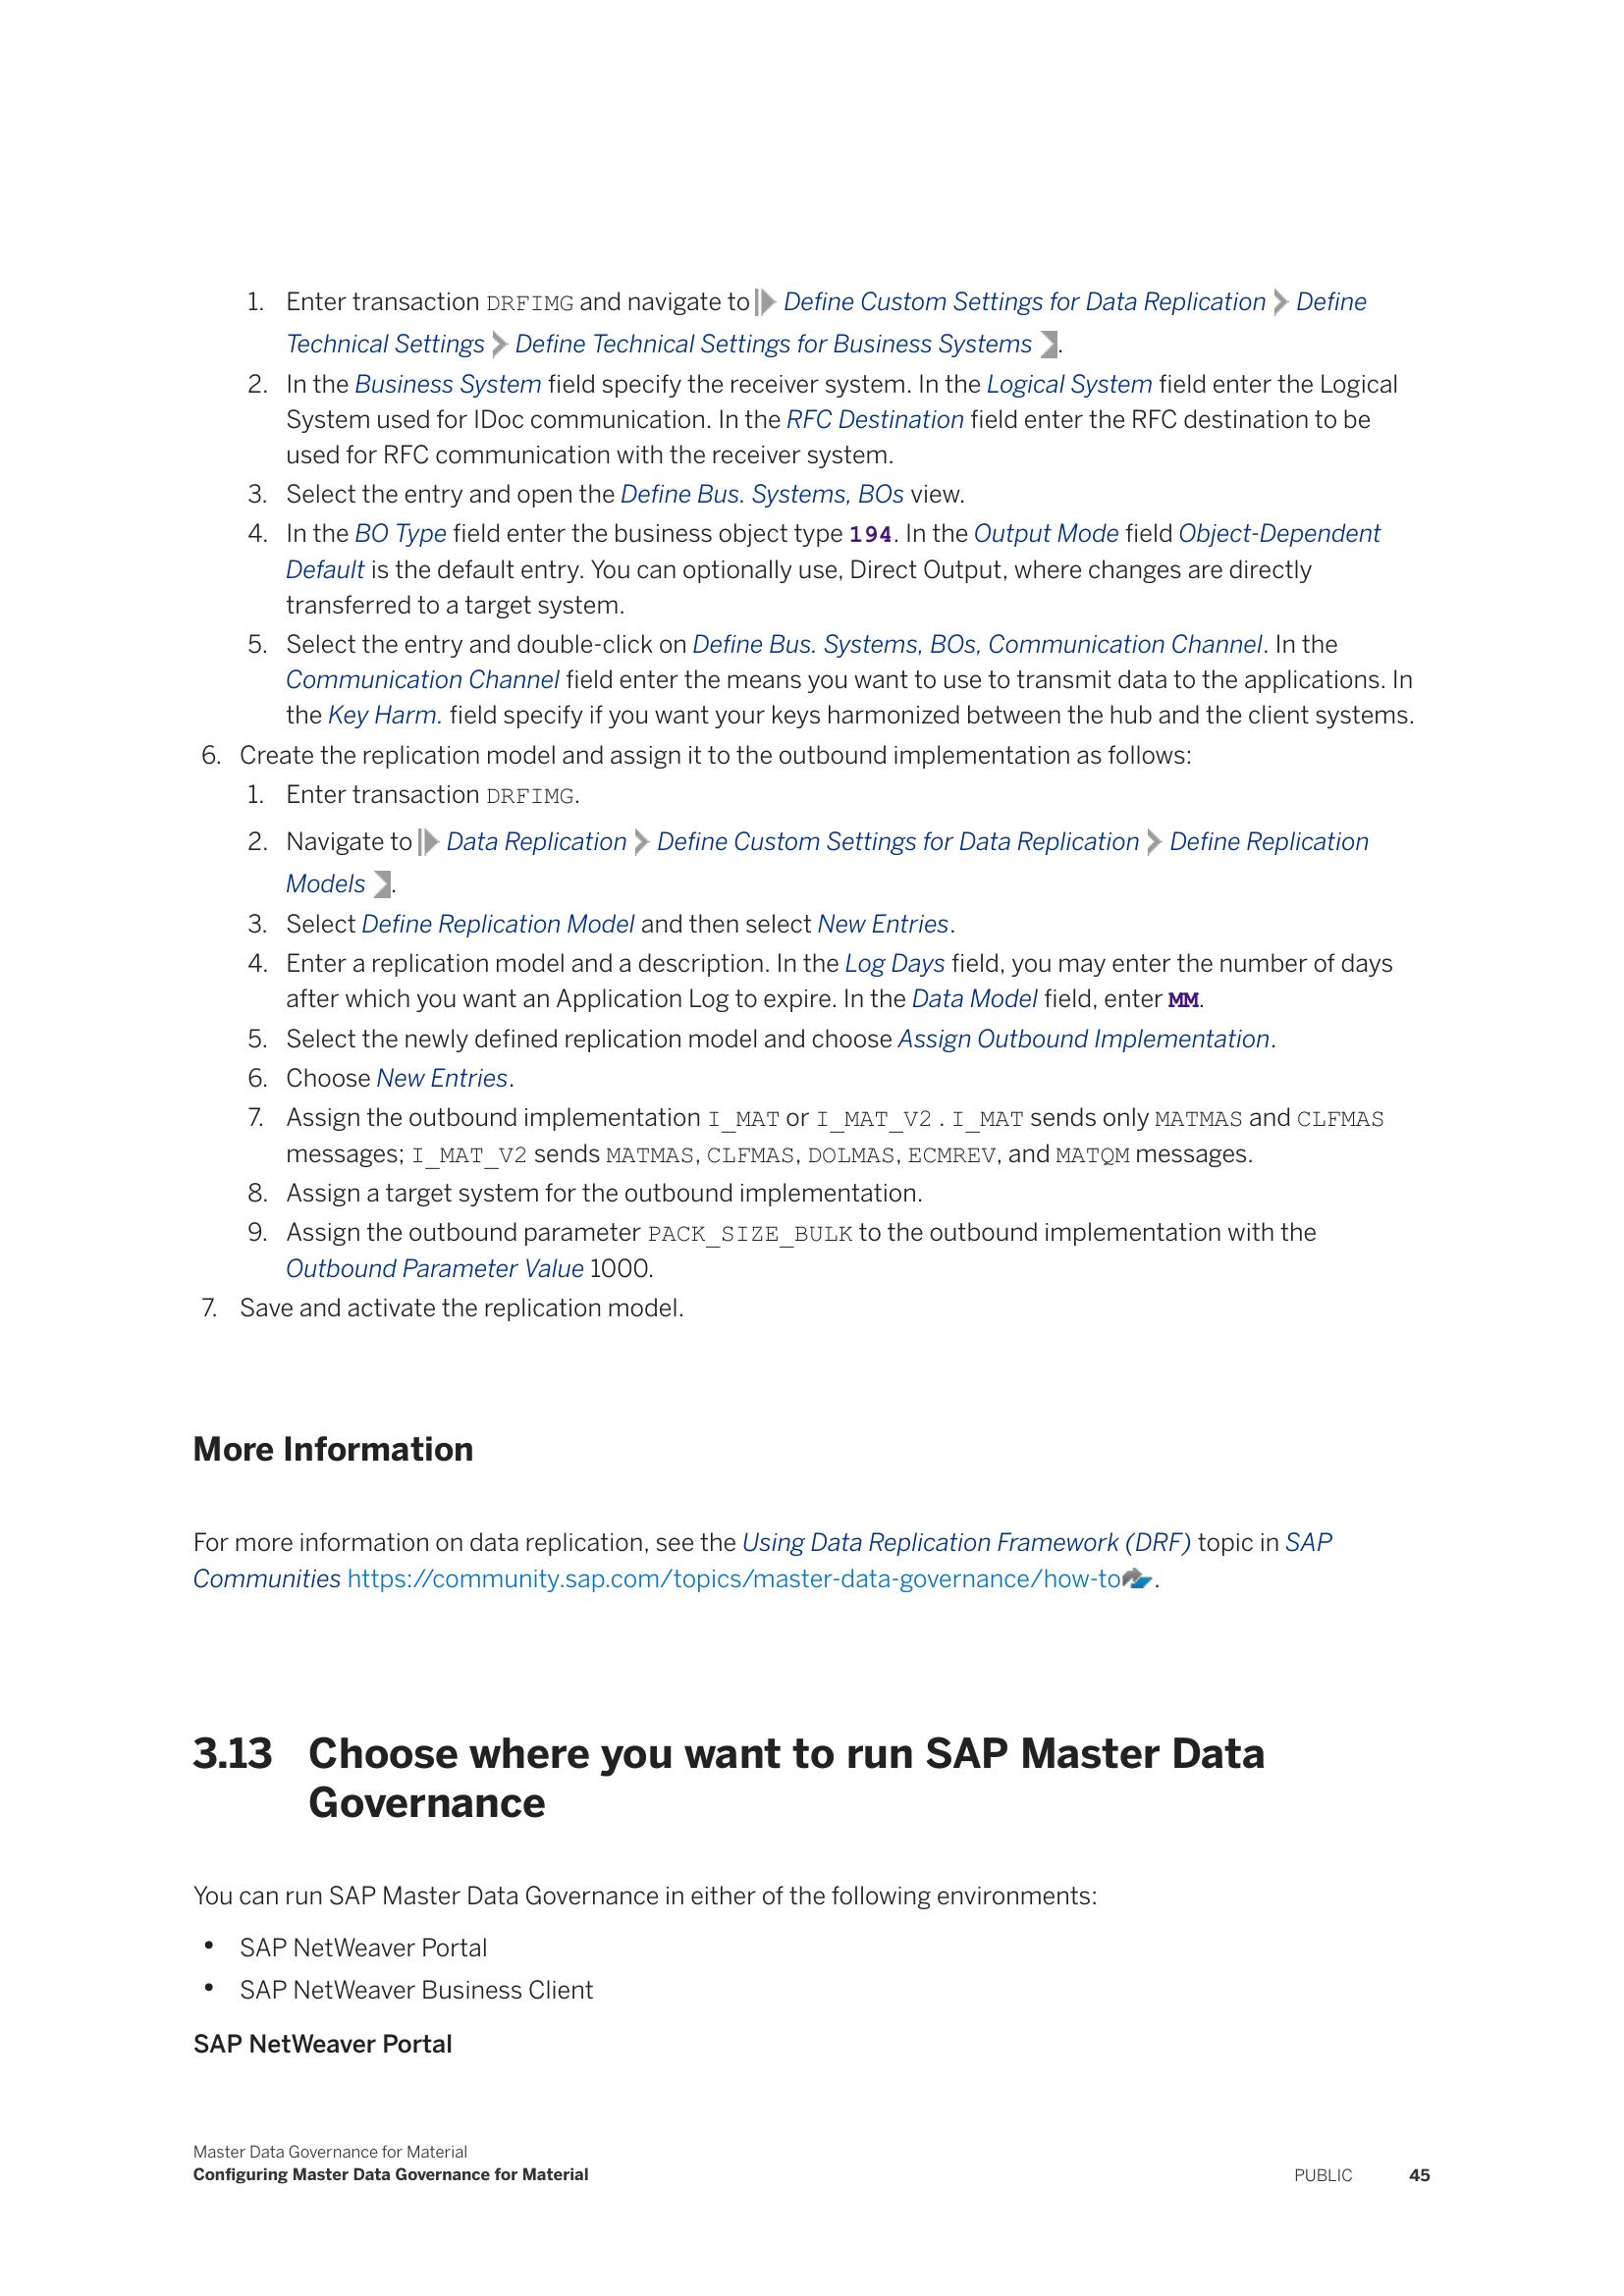 1. Enter transaction DRFIMG and navigate to Define Custom Settings for Data Replication > Define
Technical Settings > Define Technical Settings for Business Systems .
2. In the Business System field specify the receiver system. In the Logical System field enter the Logical
System used for IDoc communication. In the RFC Destination field enter the RFC destination to be
used for RFC communication with the receiver system.
3. Select the entry and open the Define Bus. Systems, BOs view.
4. In the BO Type field enter the business object type 194. In the Output Mode field Object-Dependent
Default is the default entry. You can optionally use, Direct Output, where changes are directly
transferred to a target system.
5. Select the entry and double-click on Define Bus. Systems, BOs, Communication Channel. In the
Communication Channel field enter the means you want to use to transmit data to the applications. In
the Key Harm. field specify if you want your keys harmonized between the hub and the client systems.
6. Create the replication model and assign it to the outbound implementation as follows:
1. Enter transaction DRFIMG.
2. Navigate to Data Replication > Define Custom Settings for Data Replication > Define Replication
Models .
3. Select Define Replication Model and then select New Entries.
4. Enter a replication model and a description. In the Log Days field, you may enter the number of days
after which you want an Application Log to expire. In the Data Model field, enter MM.
5. Select the newly defined replication model and choose Assign Outbound Implementation.
6. Choose New Entries.
7. Assign the outbound implementation I_MAT or I_MAT_V2 . I_MAT sends only MATMAS and CLFMAS
messages; I_MAT_V2 sends MATMAS, CLFMAS, DOLMAS, ECMREV, and MATQM messages.
8. Assign a target system for the outbound implementation.
9. Assign the outbound parameter PACK_SIZE_BULK to the outbound implementation with the
Outbound Parameter Value 1000.
7. Save and activate the replication model.
More Information
For more information on data replication, see the Using Data Replication Framework (DRF) topic in SAP
Communities https://community.sap.com/topics/master-data-governance/how-to .
3.13 Choose where you want to run SAP Master Data
Governance
You can run SAP Master Data Governance in either of the following environments:
• SAP NetWeaver Portal
• SAP NetWeaver Business Client
SAP NetWeaver Portal
Master Data Governance for Material
Configuring Master Data Governance for Material
PUBLIC 45